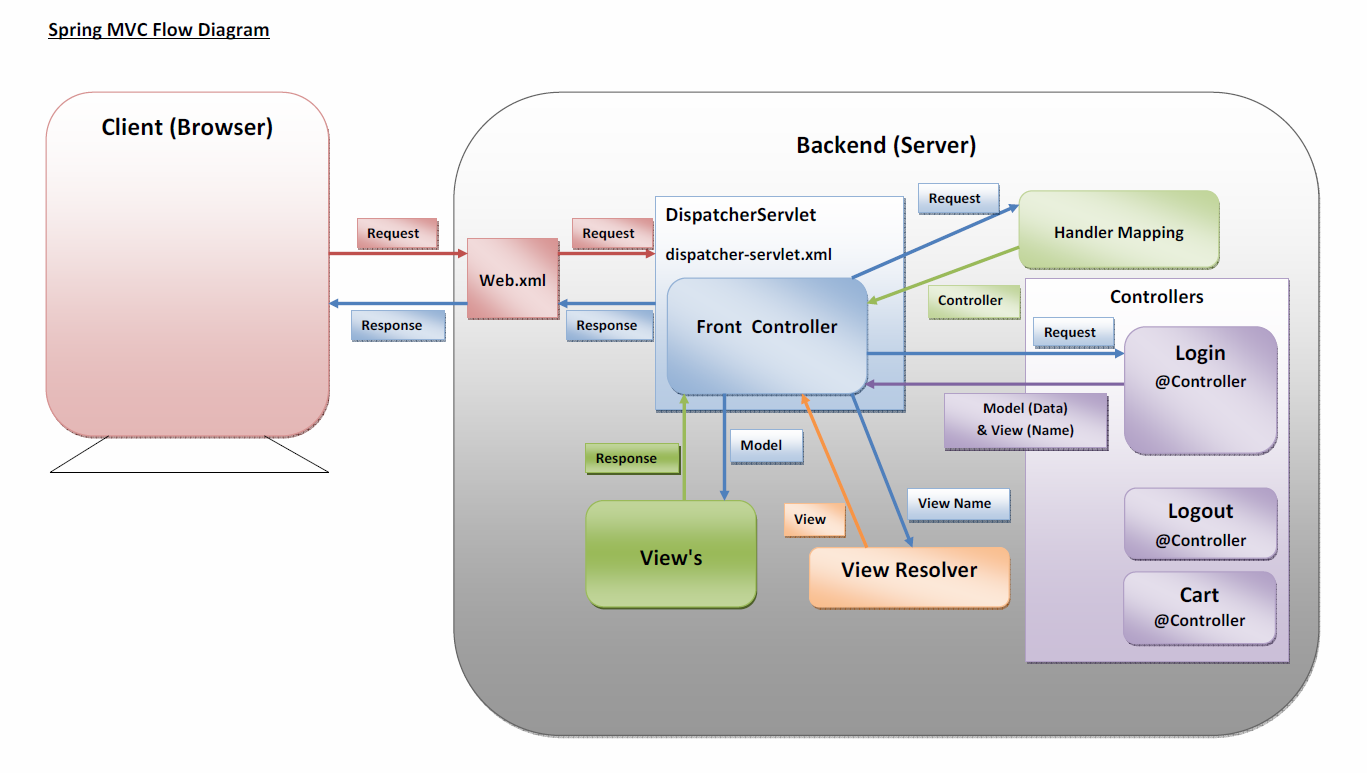 Spring MVC Flow Diagram
Client (Browser)
Backend (Server)
Request
Request
Web.xml
Response
Response
DispatcherServlet
dispatcher-servlet.xml
Front Controller
Request
Handler Mapping
Controller
Controllers
Request
Login
@Controller
Model (Data)
& View (Name)
Logout
@Controller
Cart
@Controller
Response
Model
View's
View
View Name
View Resolver